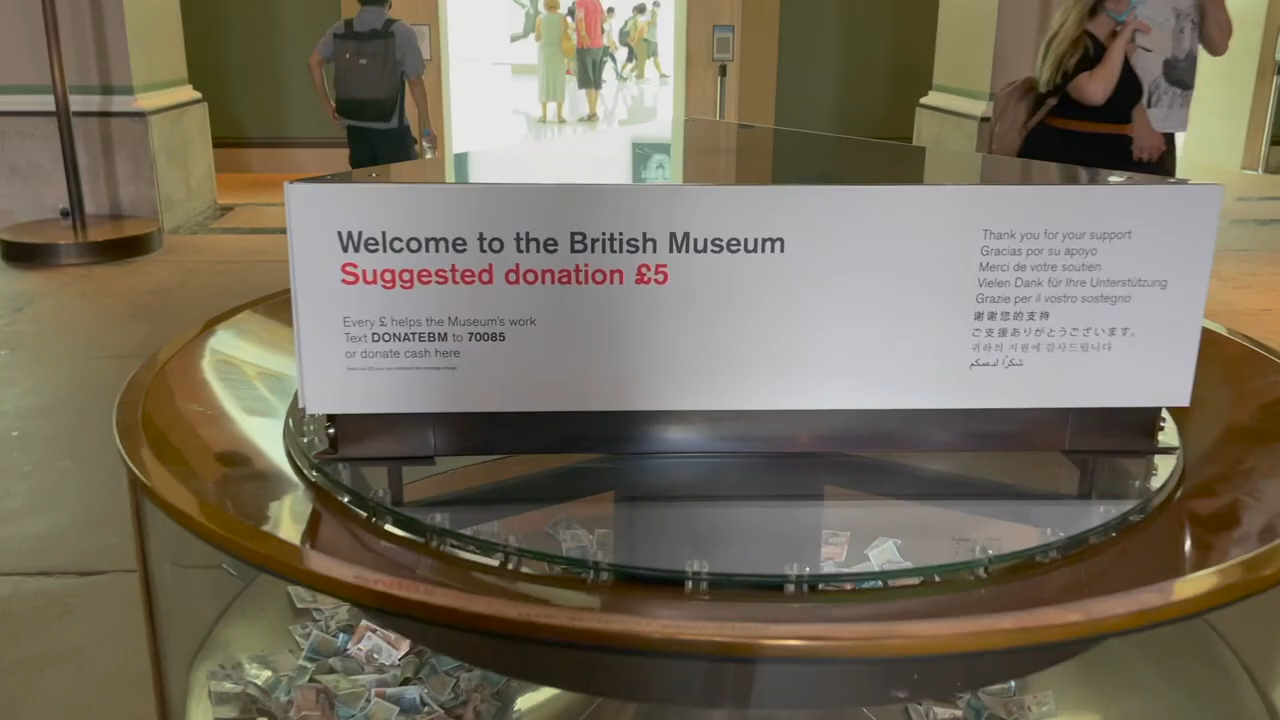 Welcome to the British Museum
Suggested donation £5
Every £ helps the Museum's work
Text DONATEBM to 70085
or donate cash here
Thank you for your support
Gracias por su apoyo
Merci de votre soutien
Vielen Dank für Ihre Unterstützung
Grazie per il vostro sostegno
谢谢您的支持
ご支援ありがとうございます。
귀하의 지원에 감사드립니다
شكرًا لدعمكم